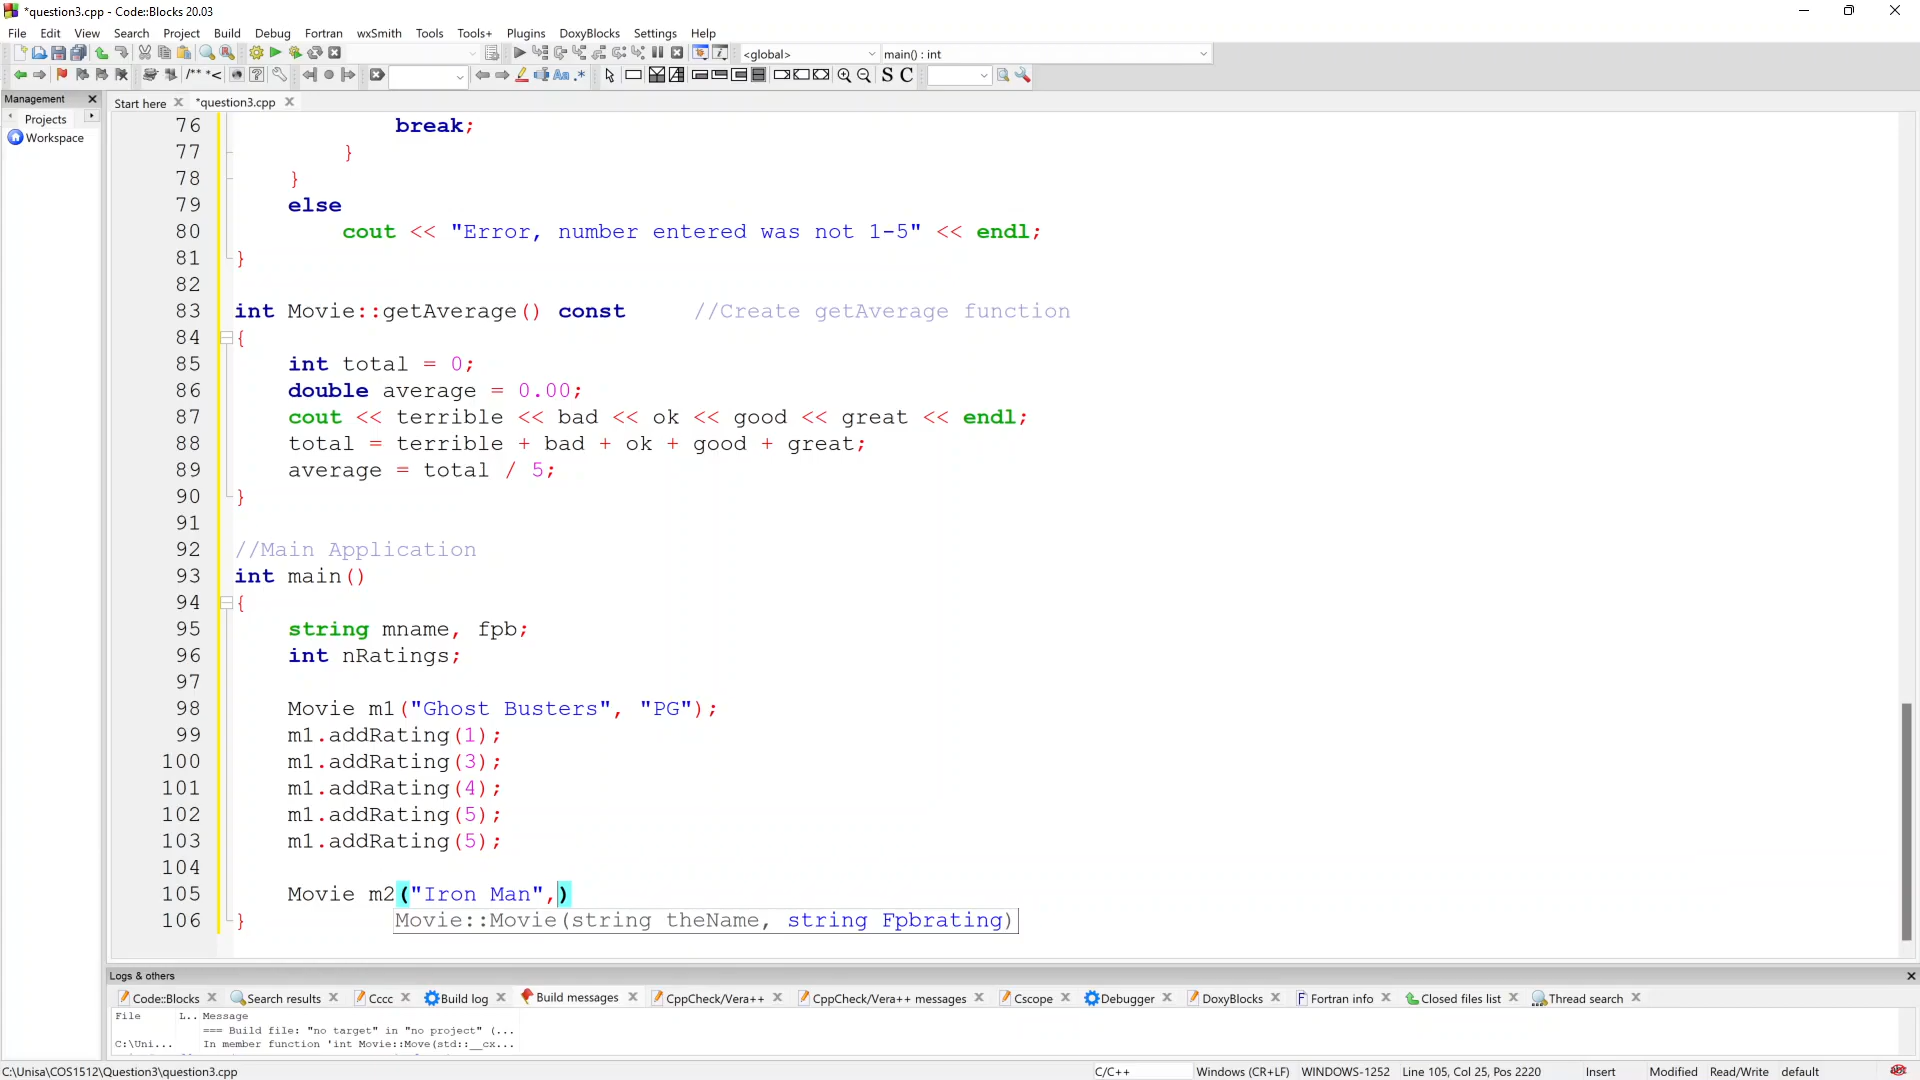 *question3.cpp - Code::Blocks 20.03
File Edit View Search Project Build Debug Fortran wxSmith Tools Tools+ Plugins DoxyBlocks Settings Help
<global> main() : int
/** *< Aa .* S C
Management
Start here *question3.cpp
Projects
Workspace
76 break;
77 }
78 }
79 else
80 cout << "Error, number entered was not 1-5" << endl;
81 }
82
83 int Movie::getAverage() const //Create getAverage function
84 {
85 int total = 0;
86 double average = 0.00;
87 cout << terrible << bad << ok << good << great << endl;
88 total = terrible + bad + ok + good + great;
89 average = total / 5;
90 }
91
92 //Main Application
93 int main()
94 {
95 string mname, fpb;
96 int nRatings;
97
98 Movie m1("Ghost Busters", "PG");
99 m1.addRating(1);
100 m1.addRating(3);
101 m1.addRating(4);
102 m1.addRating(5);
103 m1.addRating(5);
104
105 Movie m2("Iron Man",)
106 }
Movie::Movie(string theName, string Fpbrating)
Logs & others
Code::Blocks Search results Cccc Build log Build messages CppCheck/Vera++ CppCheck/Vera++ messages Cscope Debugger DoxyBlocks Fortran info Closed files list Thread search
File L.. Message
=== Build file: "no target" in "no project" (...
C:\Uni... In member function 'int Movie::Move(std::__cx...
C:\Unisa\COS1512\Question3\question3.cpp C/C++ Windows (CR+LF) WINDOWS-1252 Line 105, Col 25, Pos 2220 Insert Modified Read/Write default